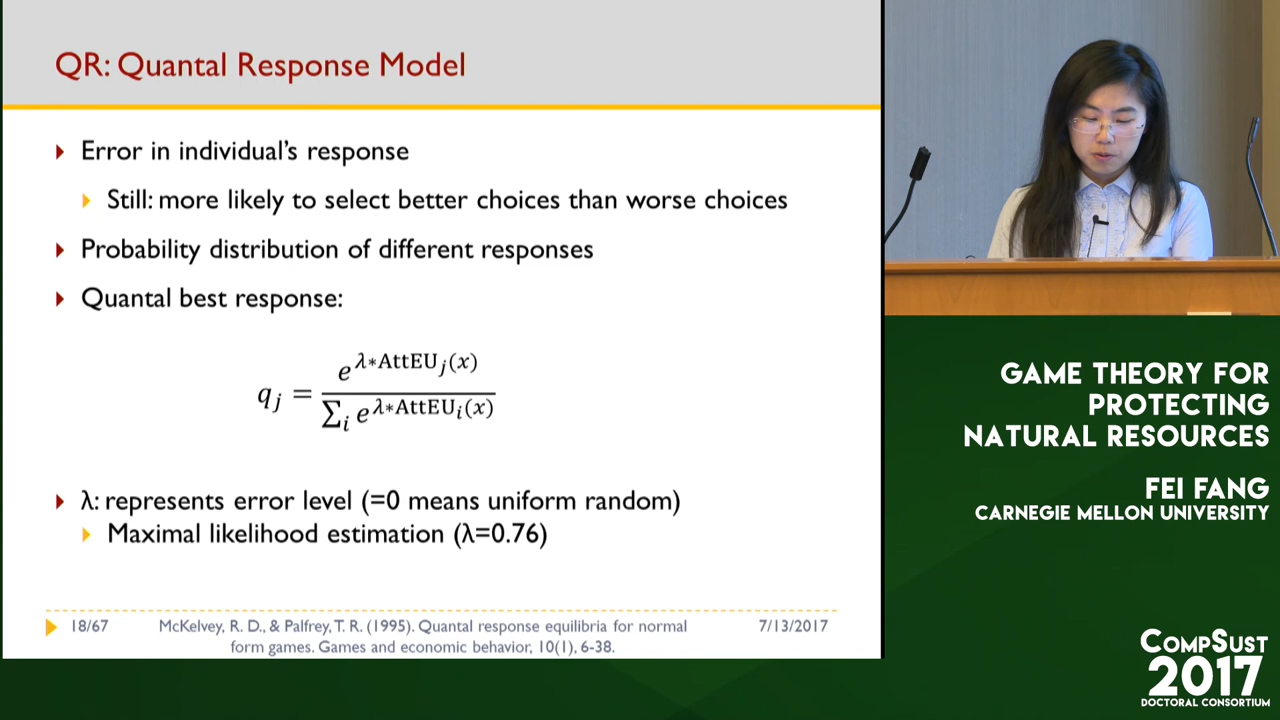 QR: Quantal Response Model
Error in individual's response
Still: more likely to select better choices than worse choices
Probability distribution of different responses
Quantal best response:
q_j = e^{λ*AttEU_j(x)} / ∑_i e^{λ*AttEU_i(x)}
λ: represents error level (=0 means uniform random)
Maximal likelihood estimation (λ=0.76)
18/67
McKelvey, R. D., & Palfrey, T. R. (1995). Quantal response equilibria for normal
form games. Games and economic behavior, 10(1), 6-38.
7/13/2017
GAME THEORY FOR
PROTECTING
NATURAL RESOURCES
FEI FANG
CARNEGIE MELLON UNIVERSITY
COMPSUST
2017
DOCTORAL CONSORTIUM